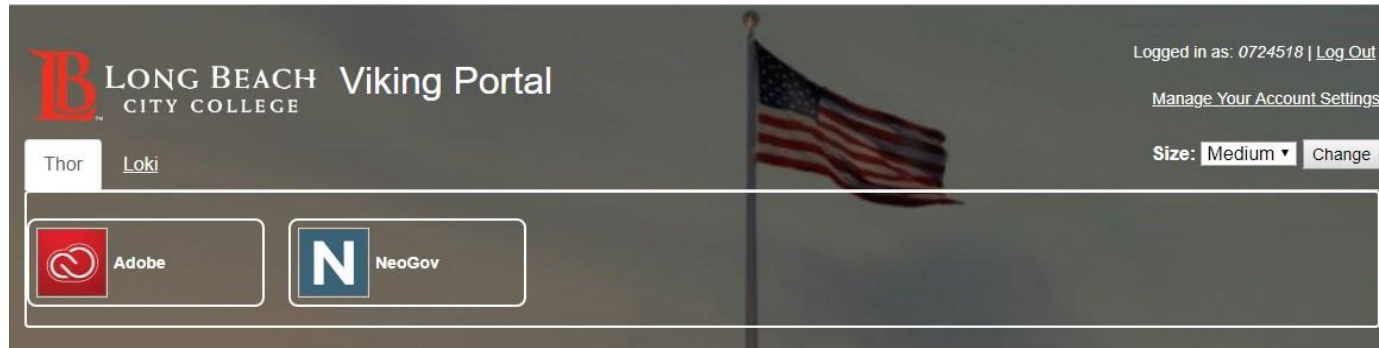 Logged in as: 0724518 | Log Out
LB LONG BEACH
CITY COLLEGE
Viking Portal
Manage Your Account Settings
Size: Medium Change
Thor Loki
Adobe
N NeoGov